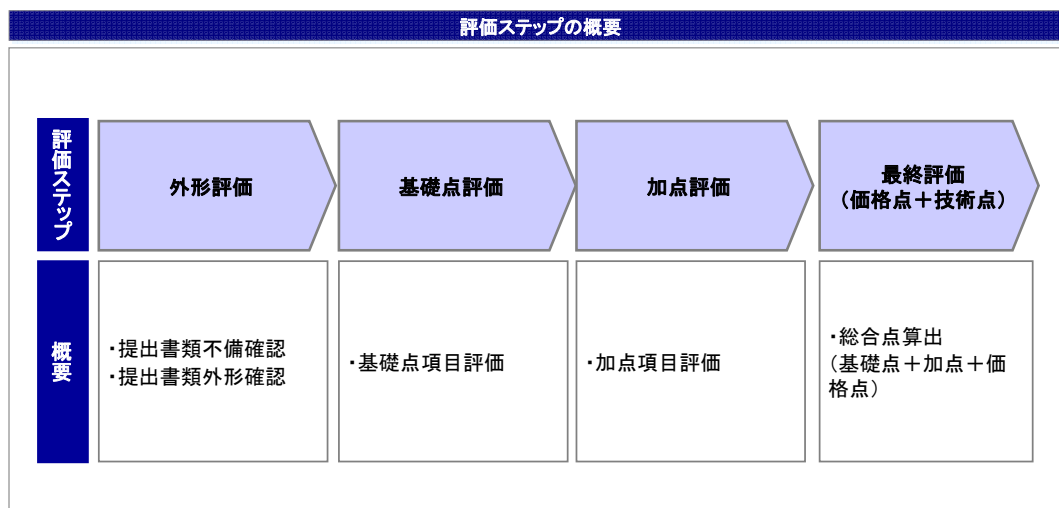 評価ステップの概要
評価ステップ
外形評価
基礎点評価
加点評価
最終評価
（価格点＋技術点）
概要
・提出書類不備確認
・提出書類外形確認
・基礎点項目評価
・加点項目評価
・総合点算出
（基礎点＋加点＋価
格点）